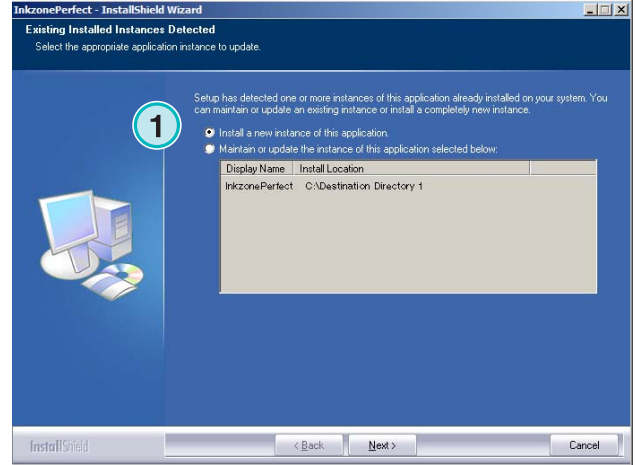 InkzonePerfect - InstallShield Wizard
Existing Installed Instances Detected
Select the appropriate application instance to update.
Setup has detected one or more instances of this application already installed on your system. You
can maintain or update an existing instance or install a completely new instance.
1
Install a new instance of this application.
Maintain or update the instance of this application selected below:
Display Name Install Location
InkzonePerfect C:\Destination Directory 1
InstallShield
< Back Next > Cancel